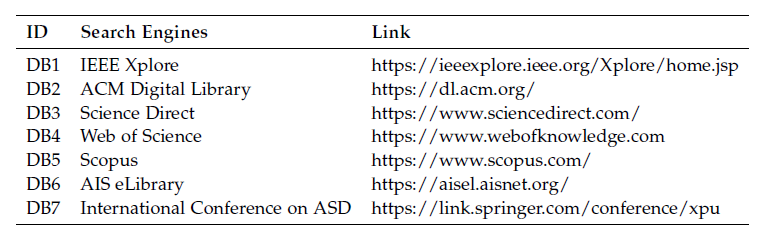 ID Search Engines Link
DB1 IEEE Xplore https://ieeexplore.ieee.org/Xplore/home.jsp
DB2 ACM Digital Library https://dl.acm.org/
DB3 Science Direct https://www.sciencedirect.com/
DB4 Web of Science https://www.webofknowledge.com
DB5 Scopus https://www.scopus.com/
DB6 AIS eLibrary https://aisel.aisnet.org/
DB7 International Conference on ASD https://link.springer.com/conference/xpu